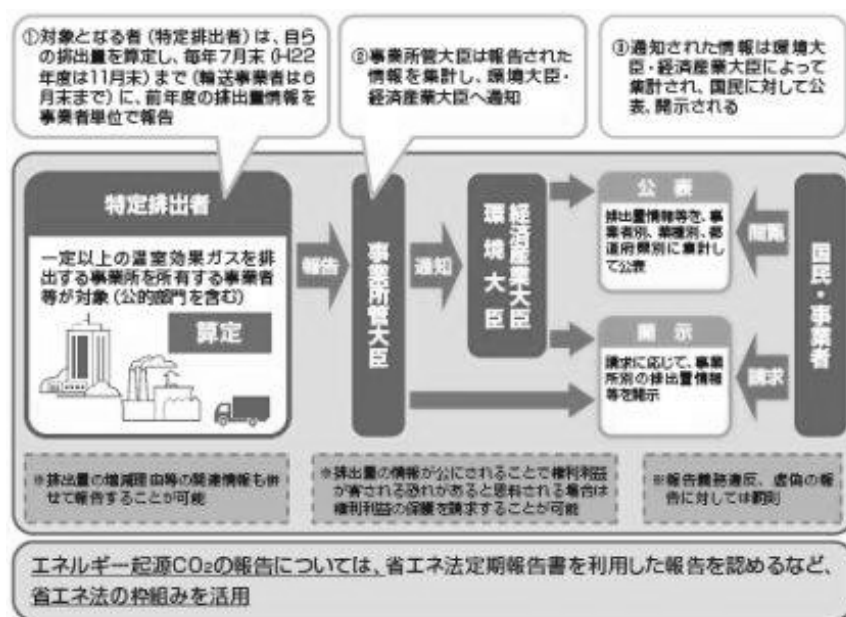 ①対象となる者（特定排出者）は、自ら
の排出量を算定し、毎年7月末（H22
年度は11月末）まで（輸送事業者は6
月末まで）に、前年度の排出量情報を
事業者単位で報告
②事業所管大臣は報告された
情報を集計し、環境大臣・
経済産業大臣へ通知
③通知された情報は環境大
臣・経済産業大臣によって
集計され、国民に対して公
表、開示される
特定排出者
一定以上の温室効果ガスを排
出する事業所を所有する事業者
等が対象（公的部門を含む）
算定
報告
事業所管大臣
通知
経済産業大臣
環境大臣
公表
排出量情報等を、事業
者別、業種別、都
道府県別に集計し
て公表
閲覧
開示
請求に応じて、事業
所別の排出量情報
等を開示
請求
国民・事業者
※排出量の増減理由等の関連情報も併
せて報告することが可能
※排出量の情報が公にされることで権利利益
が害される恐れがあると思料される場合は
権利利益の保護を請求することが可能
※報告義務違反、虚偽の報
告に対しては罰則
エネルギー起源CO₂の報告については、省エネ法定期報告書を利用した報告を認めるなど、
省エネ法の枠組みを活用